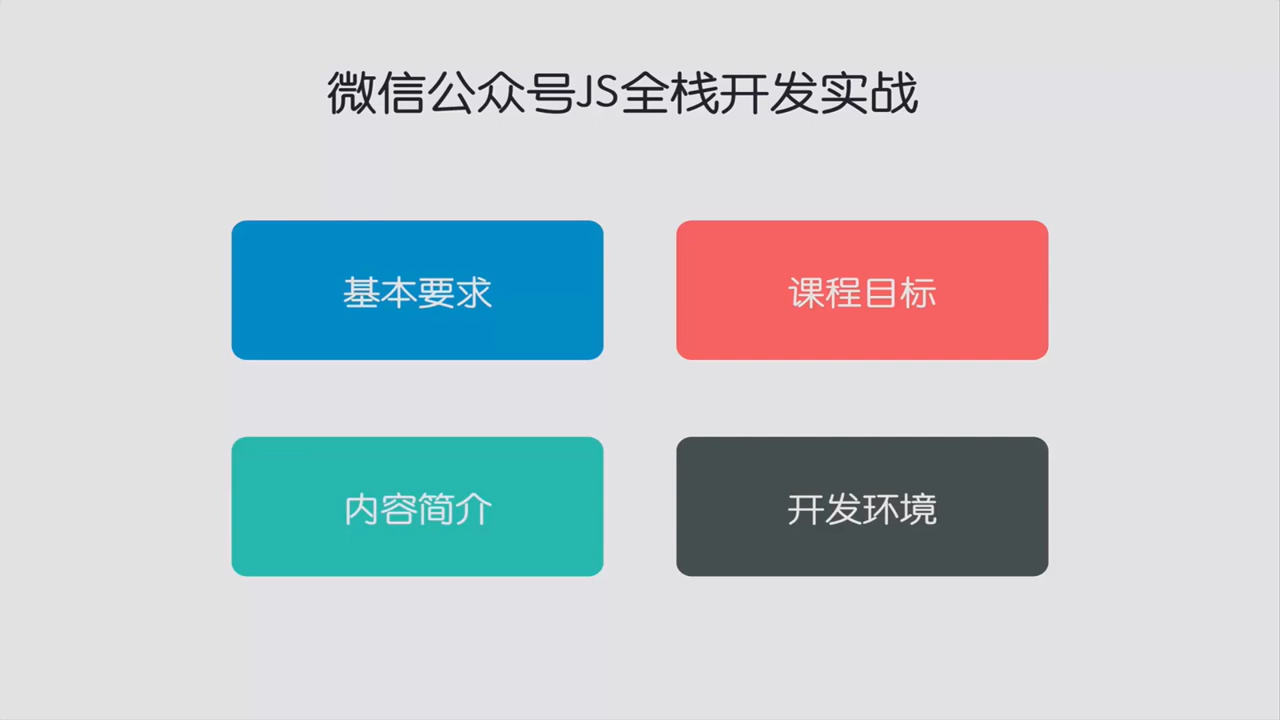 微信公众号JS全栈开发实战
基本要求
课程目标
内容简介
开发环境